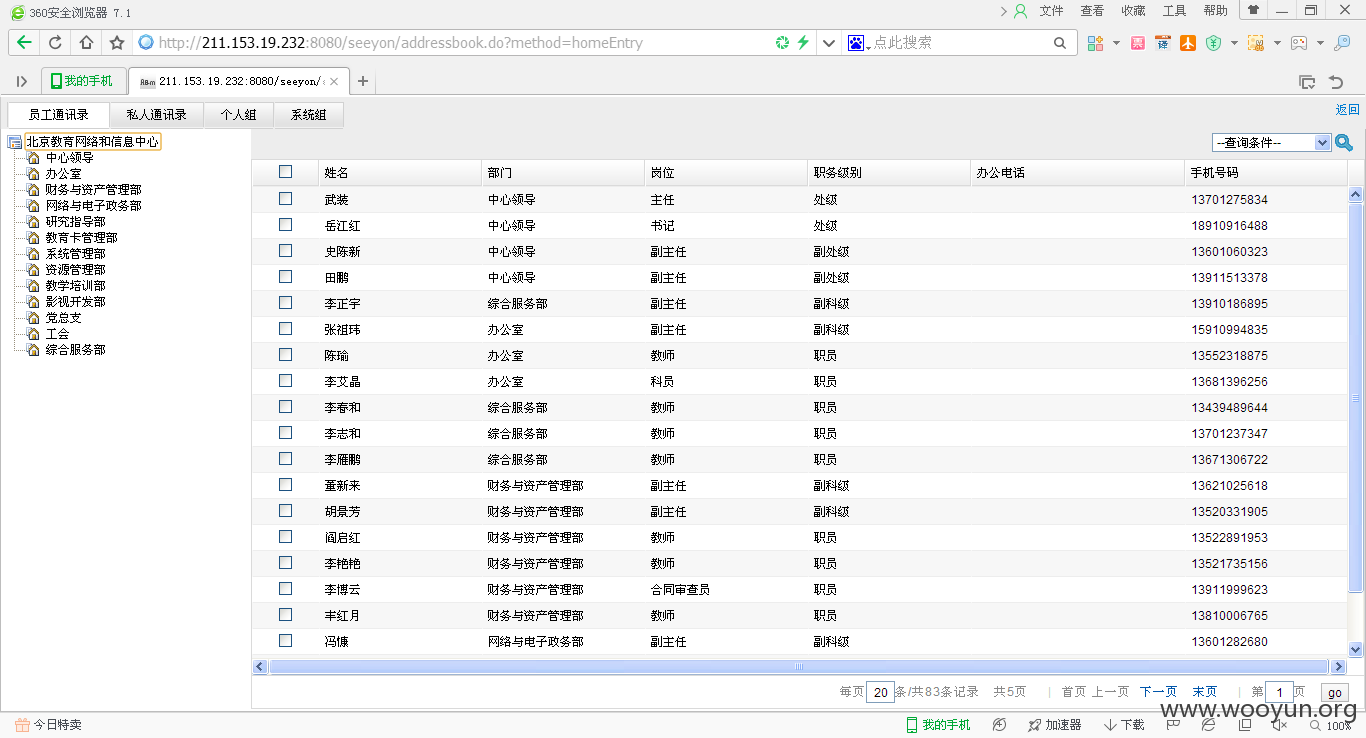 360安全浏览器 7.1
文件 查看 收藏 工具 帮助
http://211.153.19.232:8080/seeyon/addressbook.do?method=homeEntry
点此搜索
我的手机
211.153.19.232:8080/seeyon/
员工通讯录 私人通讯录 个人组 系统组
返回
北京教育网络和信息中心
中心领导
办公室
财务与资产管理部
网络与电子政务部
研究指导部
教育卡管理部
系统管理部
资源管理部
教学培训部
影视开发部
党总支
工会
综合服务部
--查询条件--
姓名 部门 岗位 职务级别 办公电话 手机号码
武装 中心领导 主任 处级 13701275834
岳江红 中心领导 书记 处级 18910916488
史陈新 中心领导 副主任 副处级 13601060323
田鹏 中心领导 副主任 副处级 13911513378
李正宇 综合服务部 副主任 副科级 13910186895
张祖玮 办公室 副主任 副科级 15910994835
陈瑜 办公室 教师 职员 13552318875
李艾晶 办公室 科员 职员 13681396256
李春和 综合服务部 教师 职员 13439489644
李志和 综合服务部 教师 职员 13701237347
李雁鹏 综合服务部 教师 职员 13671306722
董新来 财务与资产管理部 副主任 副科级 13621025618
胡景芳 财务与资产管理部 副主任 副科级 13520331905
阎启红 财务与资产管理部 教师 职员 13522891953
李艳艳 财务与资产管理部 教师 职员 13521735156
李博云 财务与资产管理部 合同审查员 职员 13911999623
丰红月 财务与资产管理部 教师 职员 13810006765
冯慷 网络与电子政务部 副主任 副科级 13601282680
每页 20 条/共83条记录 共5页 | 首页 上一页 下一页 末页 | 第 1 页 go
www.wooyun.org
今日特卖
我的手机 加速器 下载 100%